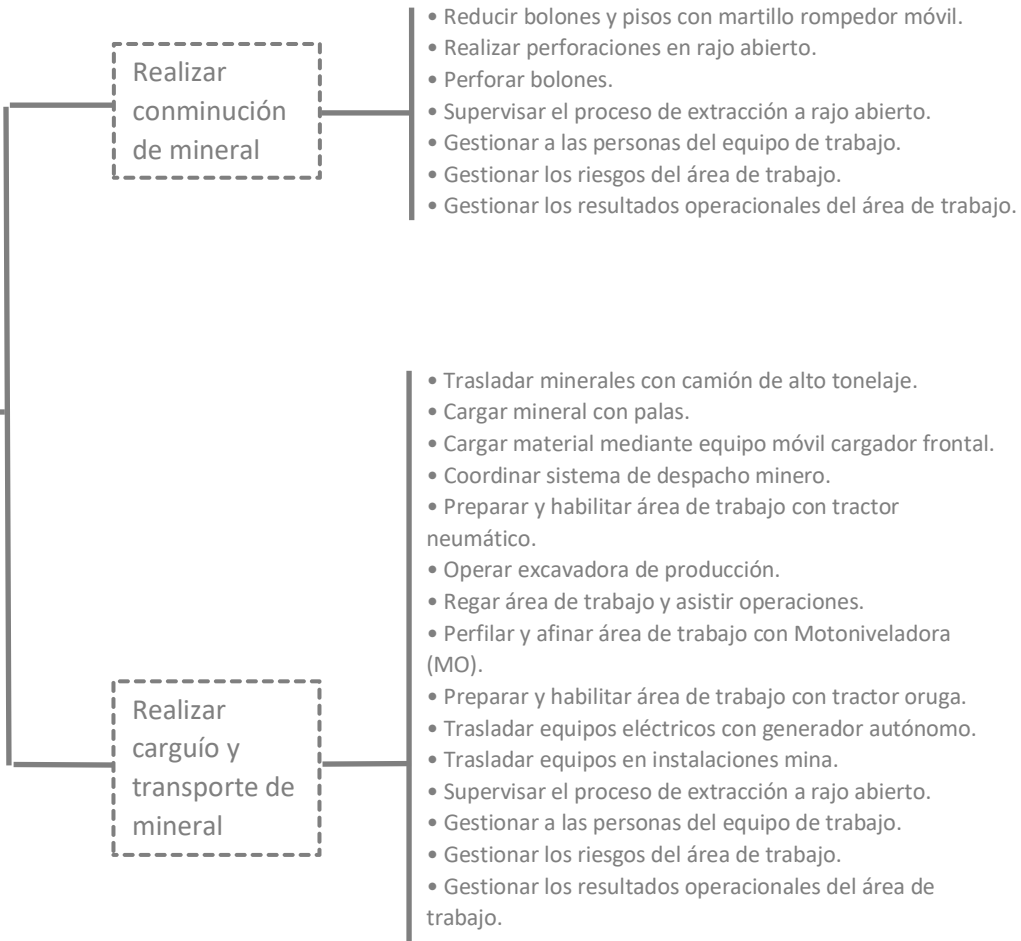 Realizar
conminución
de mineral
• Reducir bolones y pisos con martillo rompedor móvil.
• Realizar perforaciones en rajo abierto.
• Perforar bolones.
• Supervisar el proceso de extracción a rajo abierto.
• Gestionar a las personas del equipo de trabajo.
• Gestionar los riesgos del área de trabajo.
• Gestionar los resultados operacionales del área de trabajo.
Realizar
carguío y
transporte de
mineral
• Trasladar minerales con camión de alto tonelaje.
• Cargar mineral con palas.
• Cargar material mediante equipo móvil cargador frontal.
• Coordinar sistema de despacho minero.
• Preparar y habilitar área de trabajo con tractor
neumático.
• Operar excavadora de producción.
• Regar área de trabajo y asistir operaciones.
• Perfilar y afinar área de trabajo con Motoniveladora
(MO).
• Preparar y habilitar área de trabajo con tractor oruga.
• Trasladar equipos eléctricos con generador autónomo.
• Trasladar equipos en instalaciones mina.
• Supervisar el proceso de extracción a rajo abierto.
• Gestionar a las personas del equipo de trabajo.
• Gestionar los riesgos del área de trabajo.
• Gestionar los resultados operacionales del área de
trabajo.